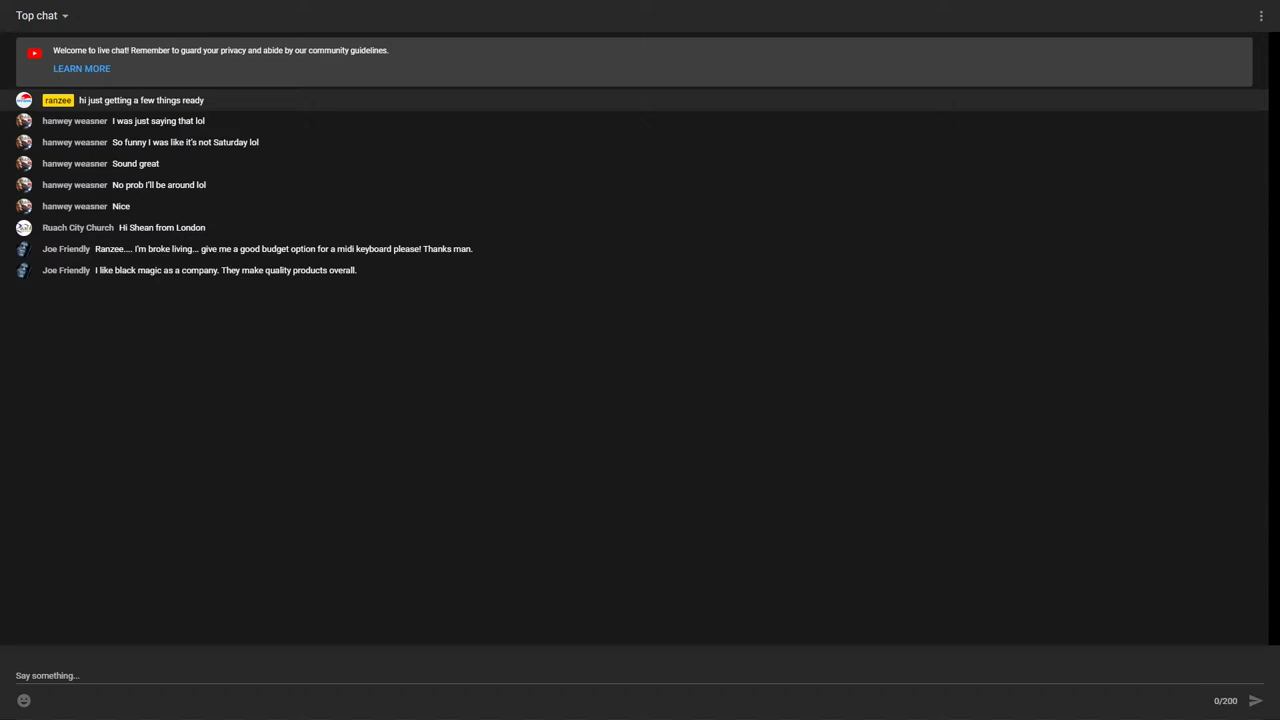 Top chat
Welcome to live chat! Remember to guard your privacy and abide by our community guidelines.
LEARN MORE
ranzee hi just getting a few things ready
hanwey weasner I was just saying that lol
hanwey weasner So funny I was like it's not Saturday lol
hanwey weasner Sound great
hanwey weasner No prob I'll be around lol
hanwey weasner Nice
Ruach City Church Hi Shean from London
Joe Friendly Ranzee.... I'm broke living... give me a good budget option for a midi keyboard please! Thanks man.
Joe Friendly I like black magic as a company. They make quality products overall.
Say something...
0/200